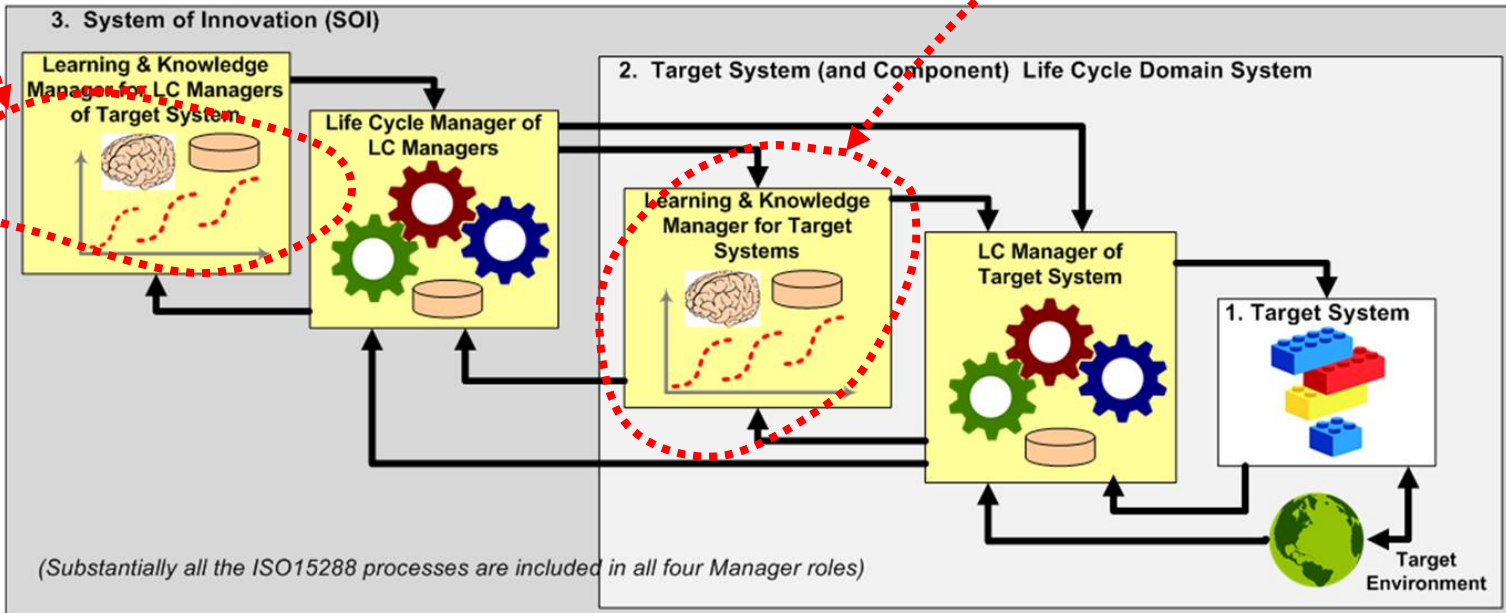 3. System of Innovation (SOI)
Learning & Knowledge
Manager for LC Managers
of Target System
2. Target System (and Component) Life Cycle Domain System
Life Cycle Manager of
LC Managers
Learning & Knowledge
Manager for Target
Systems
LC Manager of
Target System
1. Target System
(Substantially all the ISO15288 processes are included in all four Manager roles)
Target
Environment